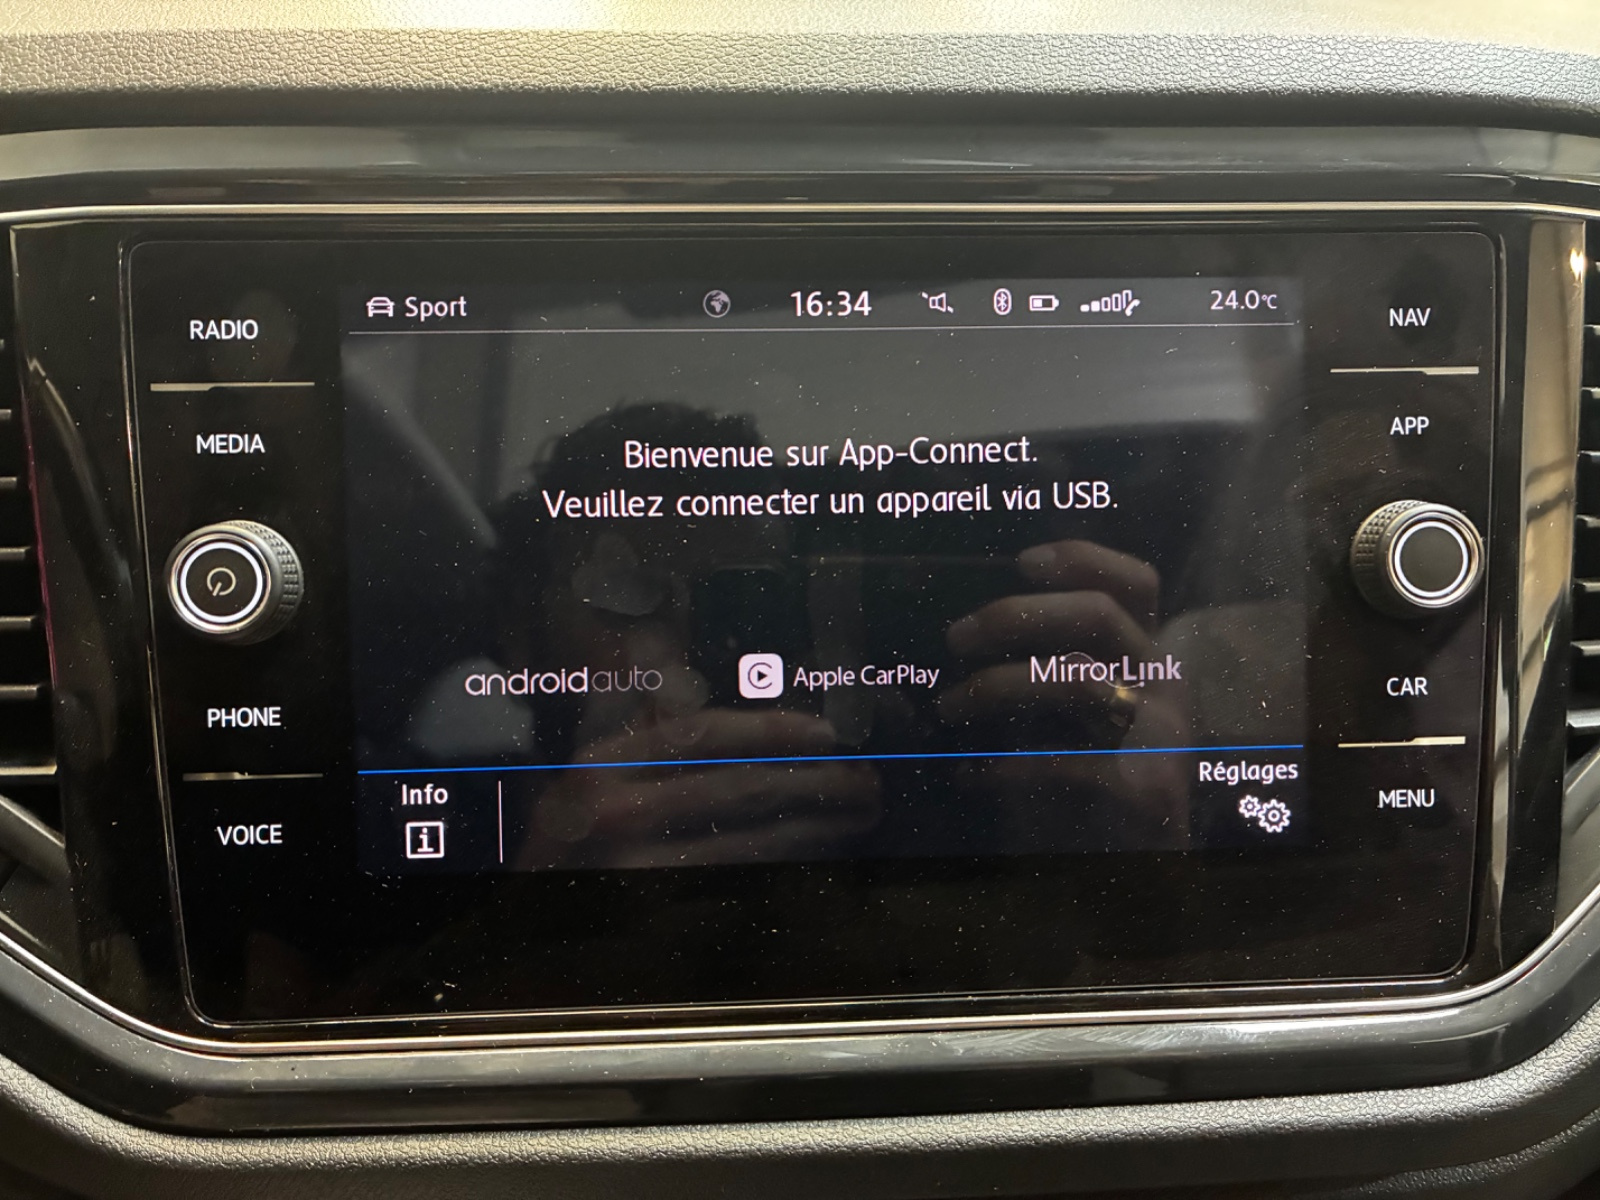 Sport
16:34
24.0°C
RADIO
MEDIA
PHONE
VOICE
Bienvenue sur App-Connect.
Veuillez connecter un appareil via USB.
androidauto
Apple CarPlay
MirrorLink
Info
i
Réglages
NAV
APP
CAR
MENU